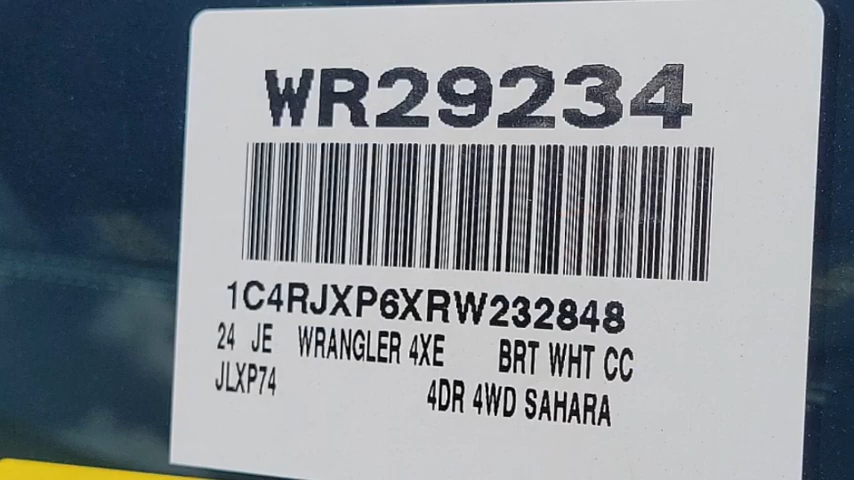 WR29234
1C4RJXP6XRW232848
24 JE WRANGLER 4XE BRT WHT CC
JLXP74 4DR 4WD SAHARA